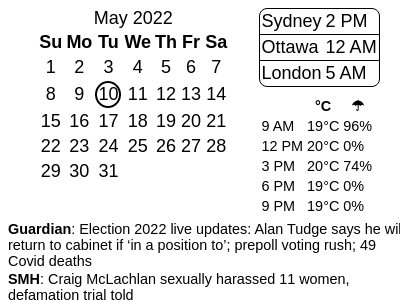 May 2022
Su Mo Tu We Th Fr Sa
1 2 3 4 5 6 7
8 9 10 11 12 13 14
15 16 17 18 19 20 21
22 23 24 25 26 27 28
29 30 31
Sydney 2 PM
Ottawa 12 AM
London 5 AM
°C ☂
9 AM 19°C 96%
12 PM 20°C 0%
3 PM 20°C 74%
6 PM 19°C 0%
9 PM 19°C 0%
Guardian: Election 2022 live updates: Alan Tudge says he wil
return to cabinet if ‘in a position to’; prepoll voting rush; 49
Covid deaths
SMH: Craig McLachlan sexually harassed 11 women,
defamation trial told